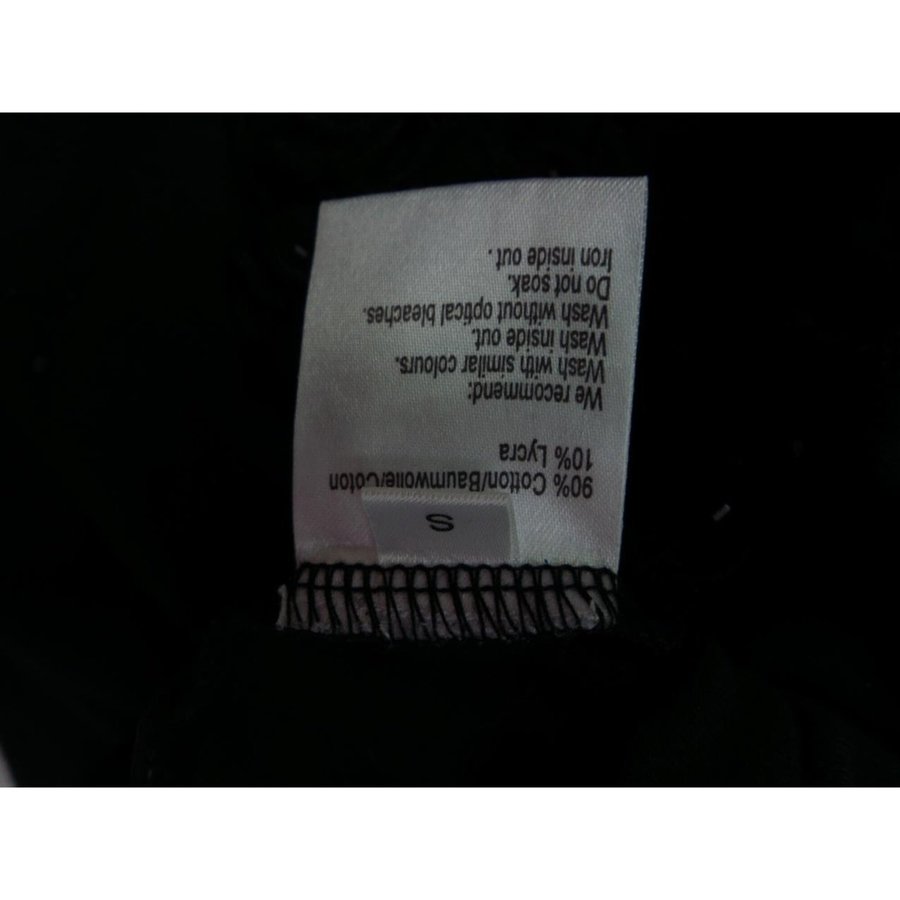 S
90% Cotton/Baumwolle/Coton
10% Lycra
We recommend:
Wash with similar colours.
Wash inside out.
Wash without optical bleaches.
Do not soak.
Iron inside out.